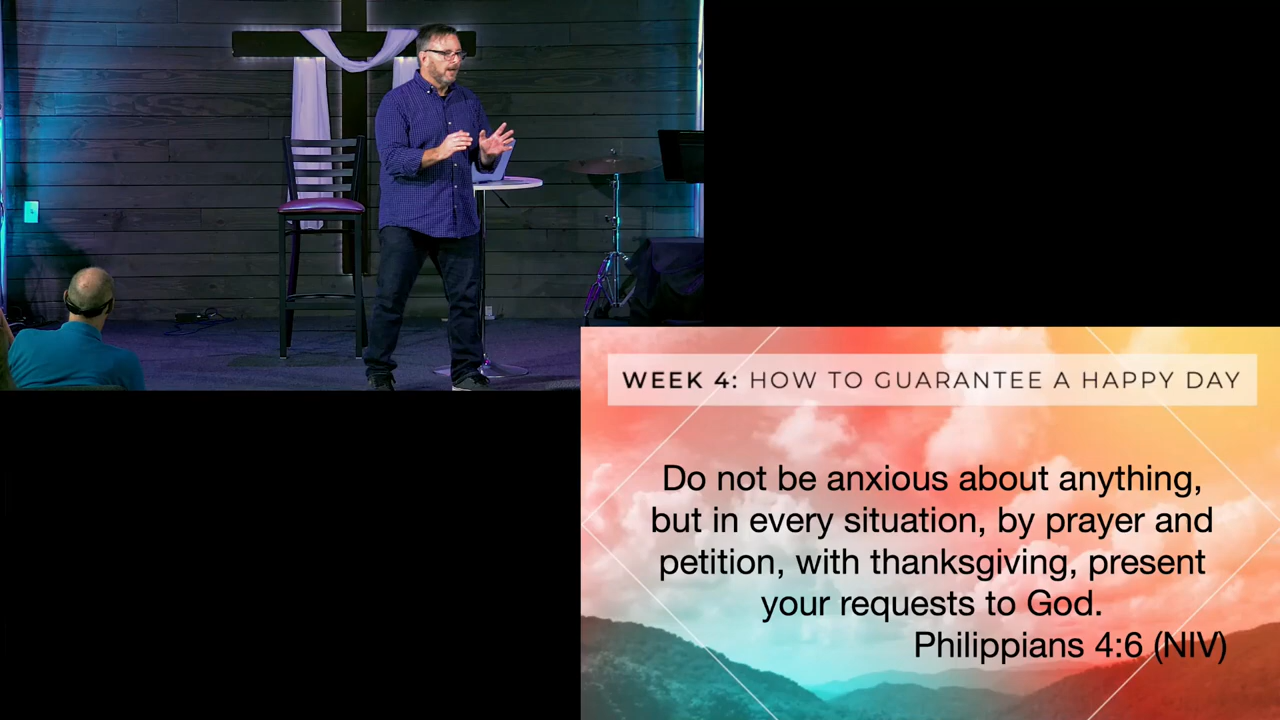 WEEK 4: HOW TO GUARANTEE A HAPPY DAY
Do not be anxious about anything,
but in every situation, by prayer and
petition, with thanksgiving, present
your requests to God.
Philippians 4:6 (NIV)